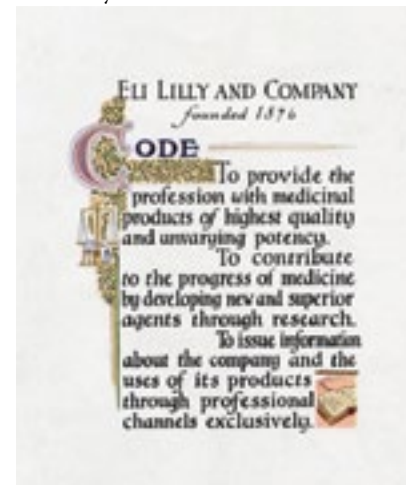 ELI LILLY AND COMPANY
founded 1876
CODE
To provide the
profession with medicinal
products of highest quality
and unvarying potency.
To contribute
to the progress of medicine
by developing new and superior
agents through research.
To issue information
about the company and the
uses of its products
through professional
channels exclusively.